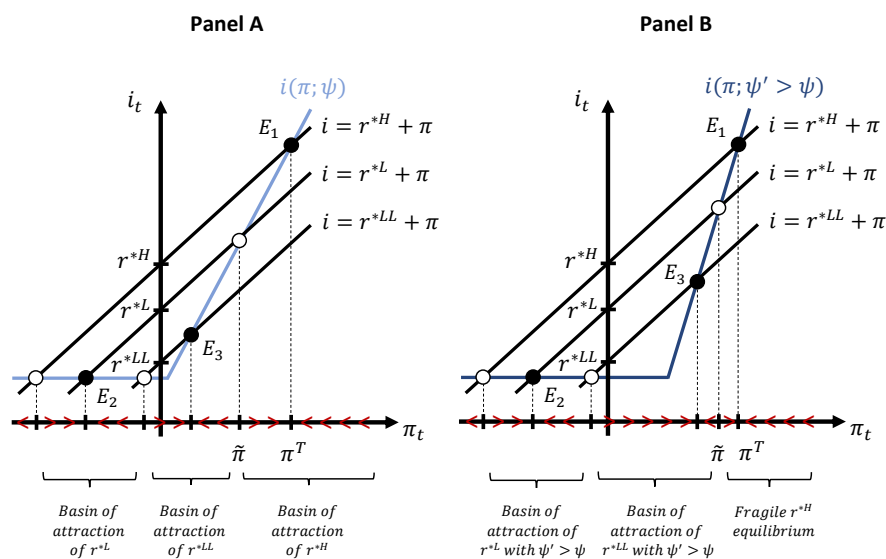 Panel A
i_t
i(π; ψ)
E_1
i = r^{*H} + π
i = r^{*L} + π
i = r^{*LL} + π
r^{*H}
r^{*L}
r^{*LL}
E_3
E_2
π_t
π̃
π^T
Basin of
attraction
of r^{*L}
Basin of
attraction
of r^{*LL}
Basin of
attraction
of r^{*H}
Panel B
i_t
i(π; ψ′ > ψ)
E_1
i = r^{*H} + π
i = r^{*L} + π
i = r^{*LL} + π
r^{*H}
E_3
r^{*L}
r^{*LL}
E_2
π_t
π̃
π^T
Basin of
attraction of
r^{*L} with ψ′ > ψ
Basin of
attraction of
r^{*LL} with ψ′ > ψ
Fragile r^{*H}
equilibrium